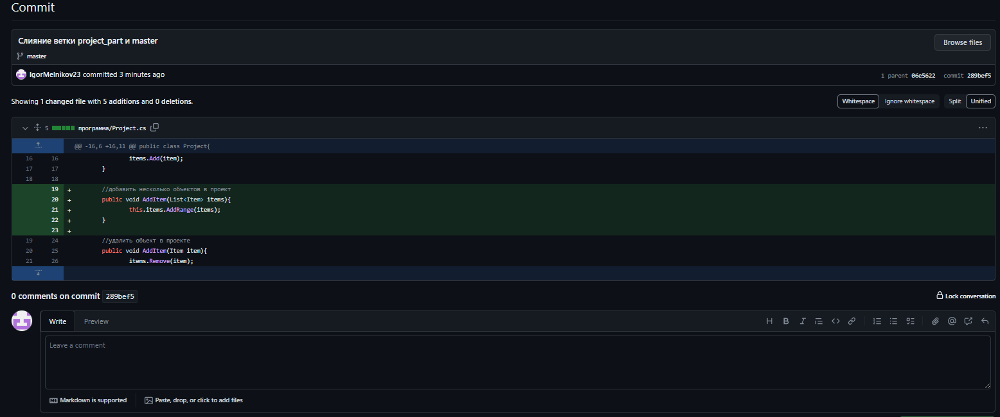 Commit
Слияние ветки project_part и master
Browse files
master
IgorMelnikov23 committed 3 minutes ago
1 parent 06e5622 commit 289bef5
Showing 1 changed file with 5 additions and 0 deletions.
Whitespace Ignore whitespace Split Unified
5 программа/Project.cs
@@ -16,6 +16,11 @@ public class Project{
16 16 items.Add(item);
17 17 }
18 18
19 + //добавить несколько объектов в проект
20 + public void AddItem(List<Item> items){
21 + this.items.AddRange(items);
22 + }
23 +
19 24 //удалить объект в проекте
20 25 public void AddItem(Item item){
21 26 items.Remove(item);
0 comments on commit 289bef5
Lock conversation
Write Preview
Leave a comment
Markdown is supported
Paste, drop, or click to add files